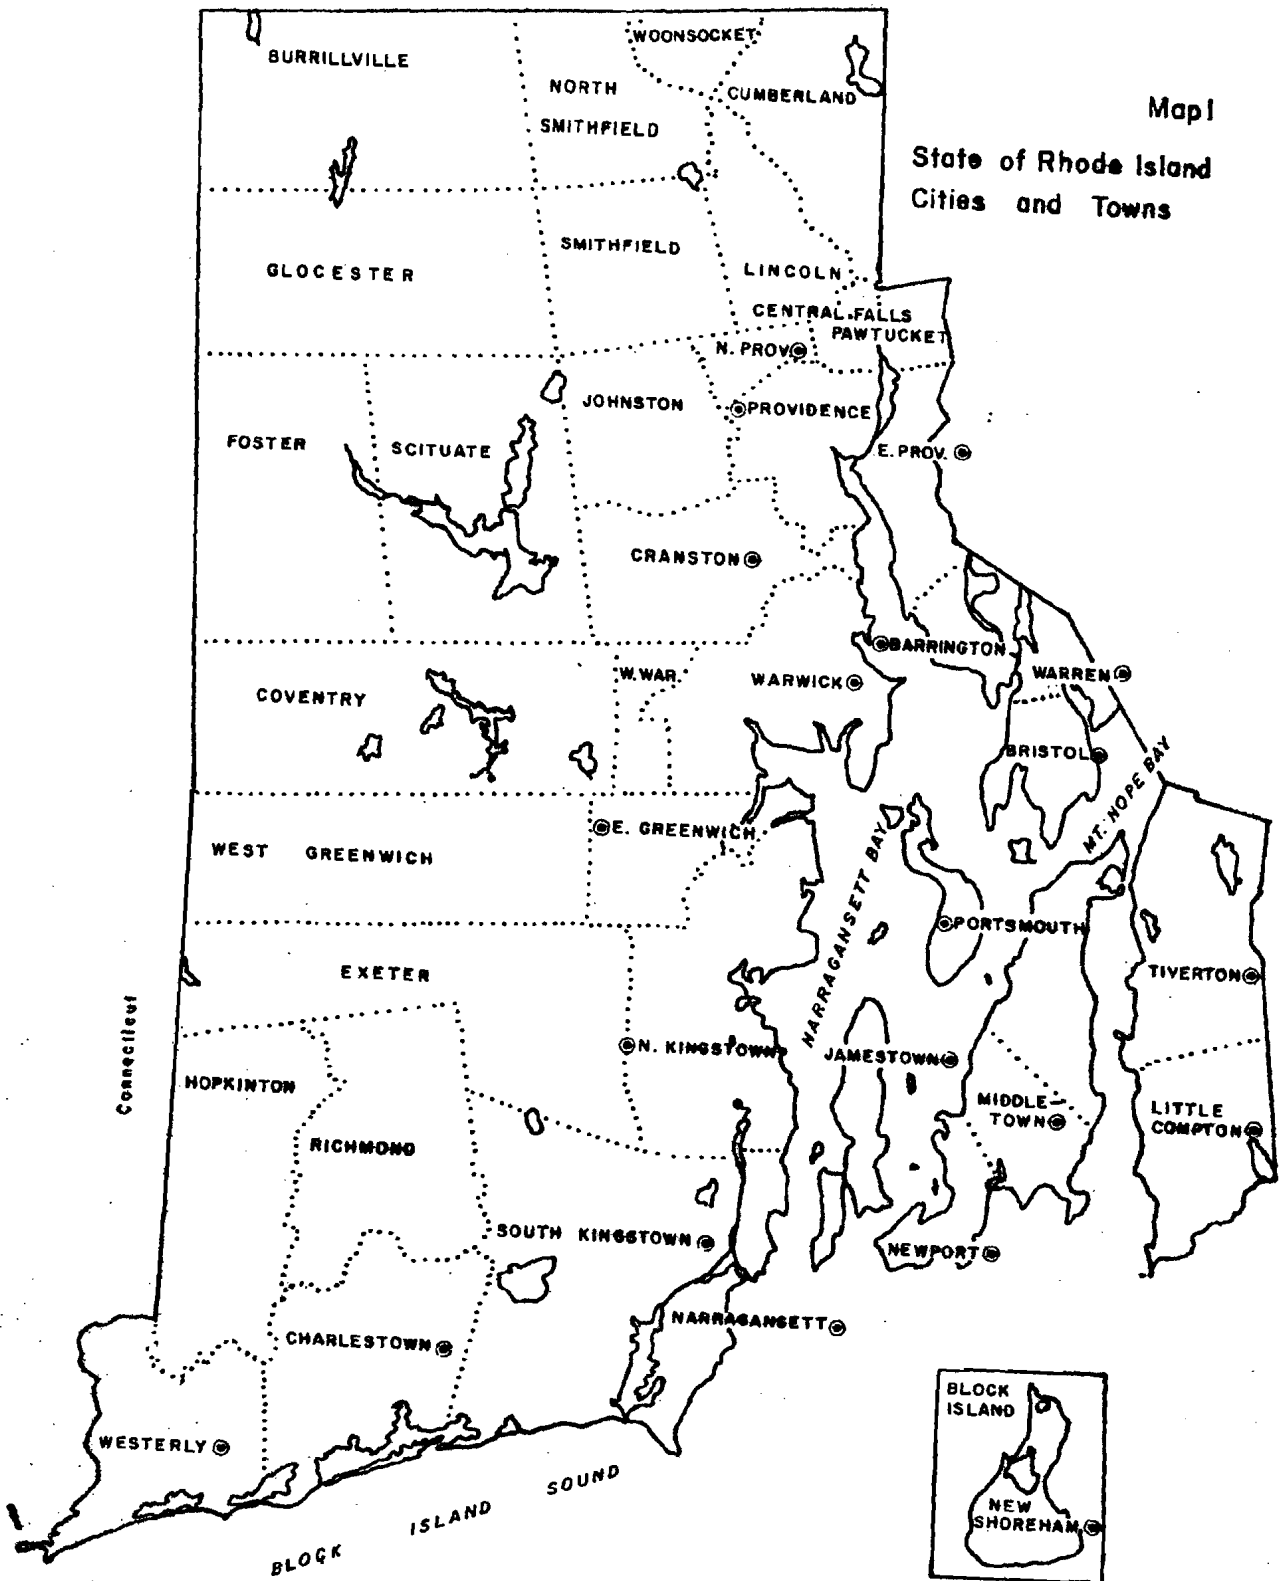 WOONSOCKET
BURRILLVILLE
NORTH
SMITHFIELD
CUMBERLAND
Map 1
State of Rhode Island
Cities and Towns
SMITHFIELD
GLOCESTER
LINCOLN
CENTRAL FALLS
PAWTUCKET
N. PROV.
JOHNSTON
PROVIDENCE
FOSTER
SCITUATE
E. PROV.
CRANSTON
BARRINGTON
COVENTRY
W. WAR.
WARWICK
WARREN
BRISTOL
MT. HOPE BAY
E. GREENWICH
WEST GREENWICH
NARRAGANSETT BAY
PORTSMOUTH
EXETER
TIVERTON
Connecticut
N. KINGSTOWN
JAMESTOWN
HOPKINTON
MIDDLE-
TOWN
LITTLE
COMPTON
RICHMOND
SOUTH KINGSTOWN
NEWPORT
NARRAGANSETT
CHARLESTOWN
BLOCK
ISLAND
WESTERLY
NEW
SHOREHAM
BLOCK ISLAND SOUND